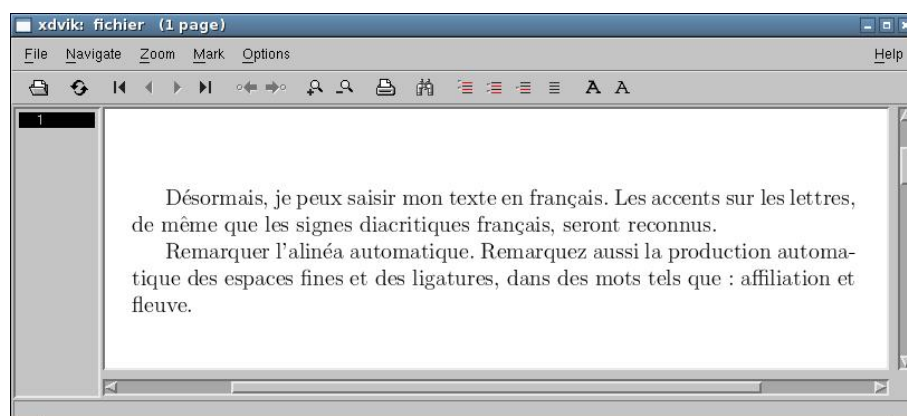 xdvik: fichier (1 page)
File Navigate Zoom Mark Options Help
A A
1
Désormais, je peux saisir mon texte en français. Les accents sur les lettres,
de même que les signes diacritiques français, seront reconnus.
Remarquer l'alinéa automatique. Remarquez aussi la production automa-
tique des espaces fines et des ligatures, dans des mots tels que : affiliation et
fleuve.